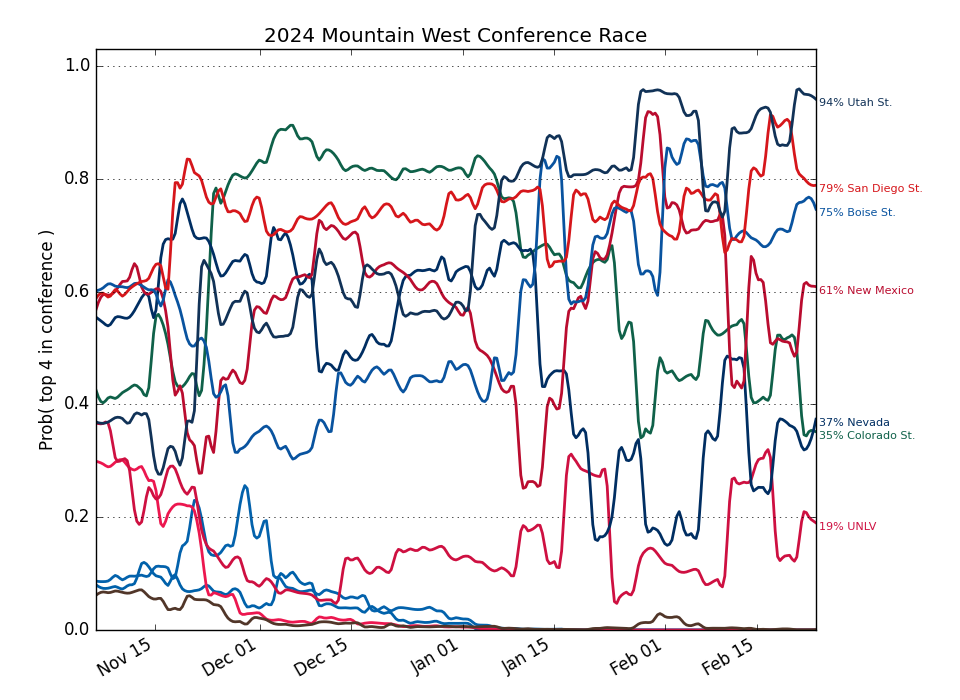 2024 Mountain West Conference Race
Prob( top 4 in conference )
1.0
0.8
0.6
0.4
0.2
0.0
94% Utah St.
79% San Diego St.
75% Boise St.
61% New Mexico
37% Nevada
35% Colorado St.
19% UNLV
Nov 15
Dec 01
Dec 15
Jan 01
Jan 15
Feb 01
Feb 15